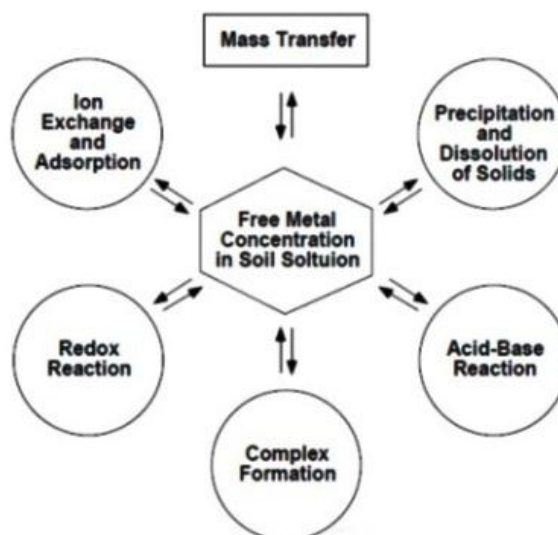 Mass Transfer
Ion
Exchange
and
Adsorption
Precipitation
and
Dissolution
of Solids
Free Metal
Concentration
in Soil Soltuion
Redox
Reaction
Acid-Base
Reaction
Complex
Formation